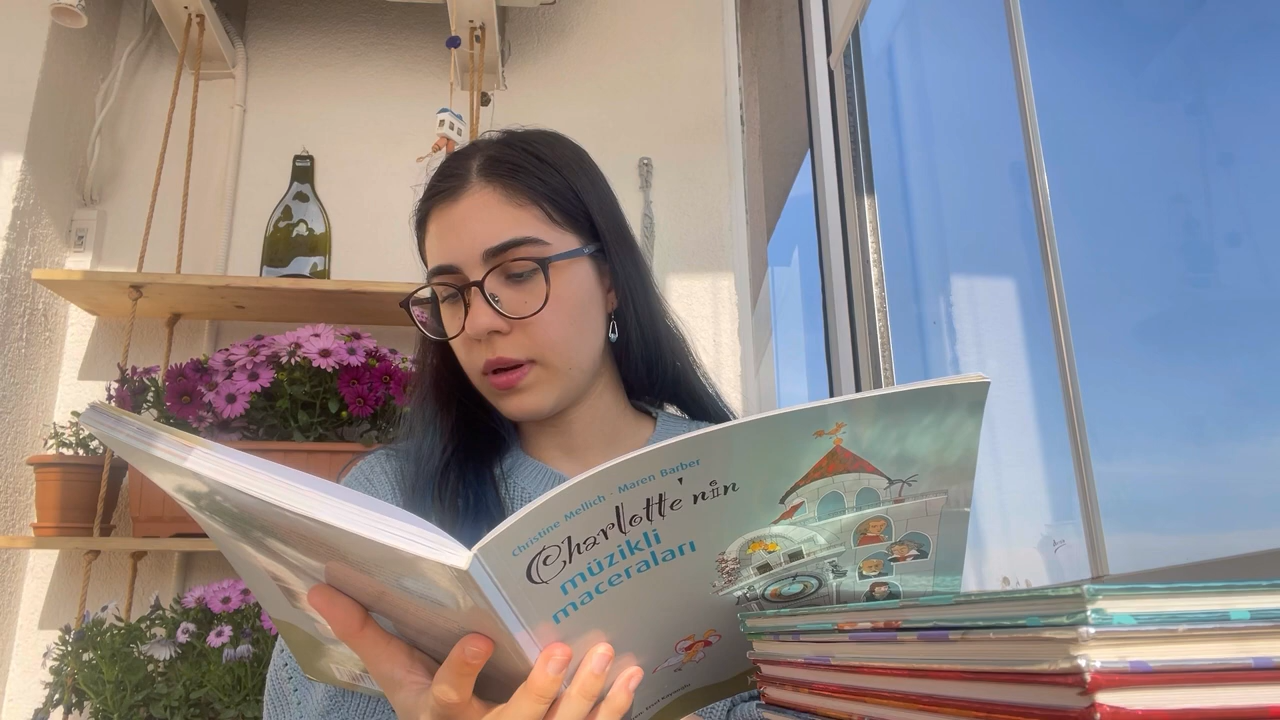 Christine Mellich · Maren Barber
Charlotte'nin
müzikli
maceraları